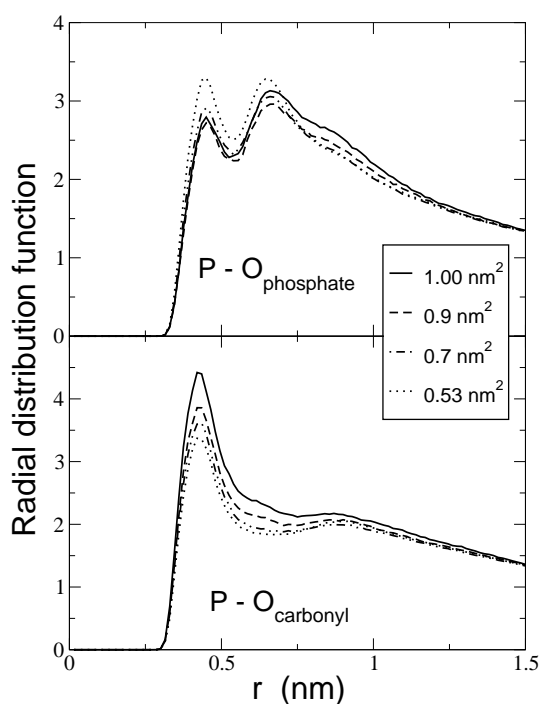 Radial distribution function
4
3
2
1
0
P - O_phosphate
1.00 nm²
0.9 nm²
0.7 nm²
0.53 nm²
4
3
2
1
0
P - O_carbonyl
0 0.5 1 1.5
r (nm)